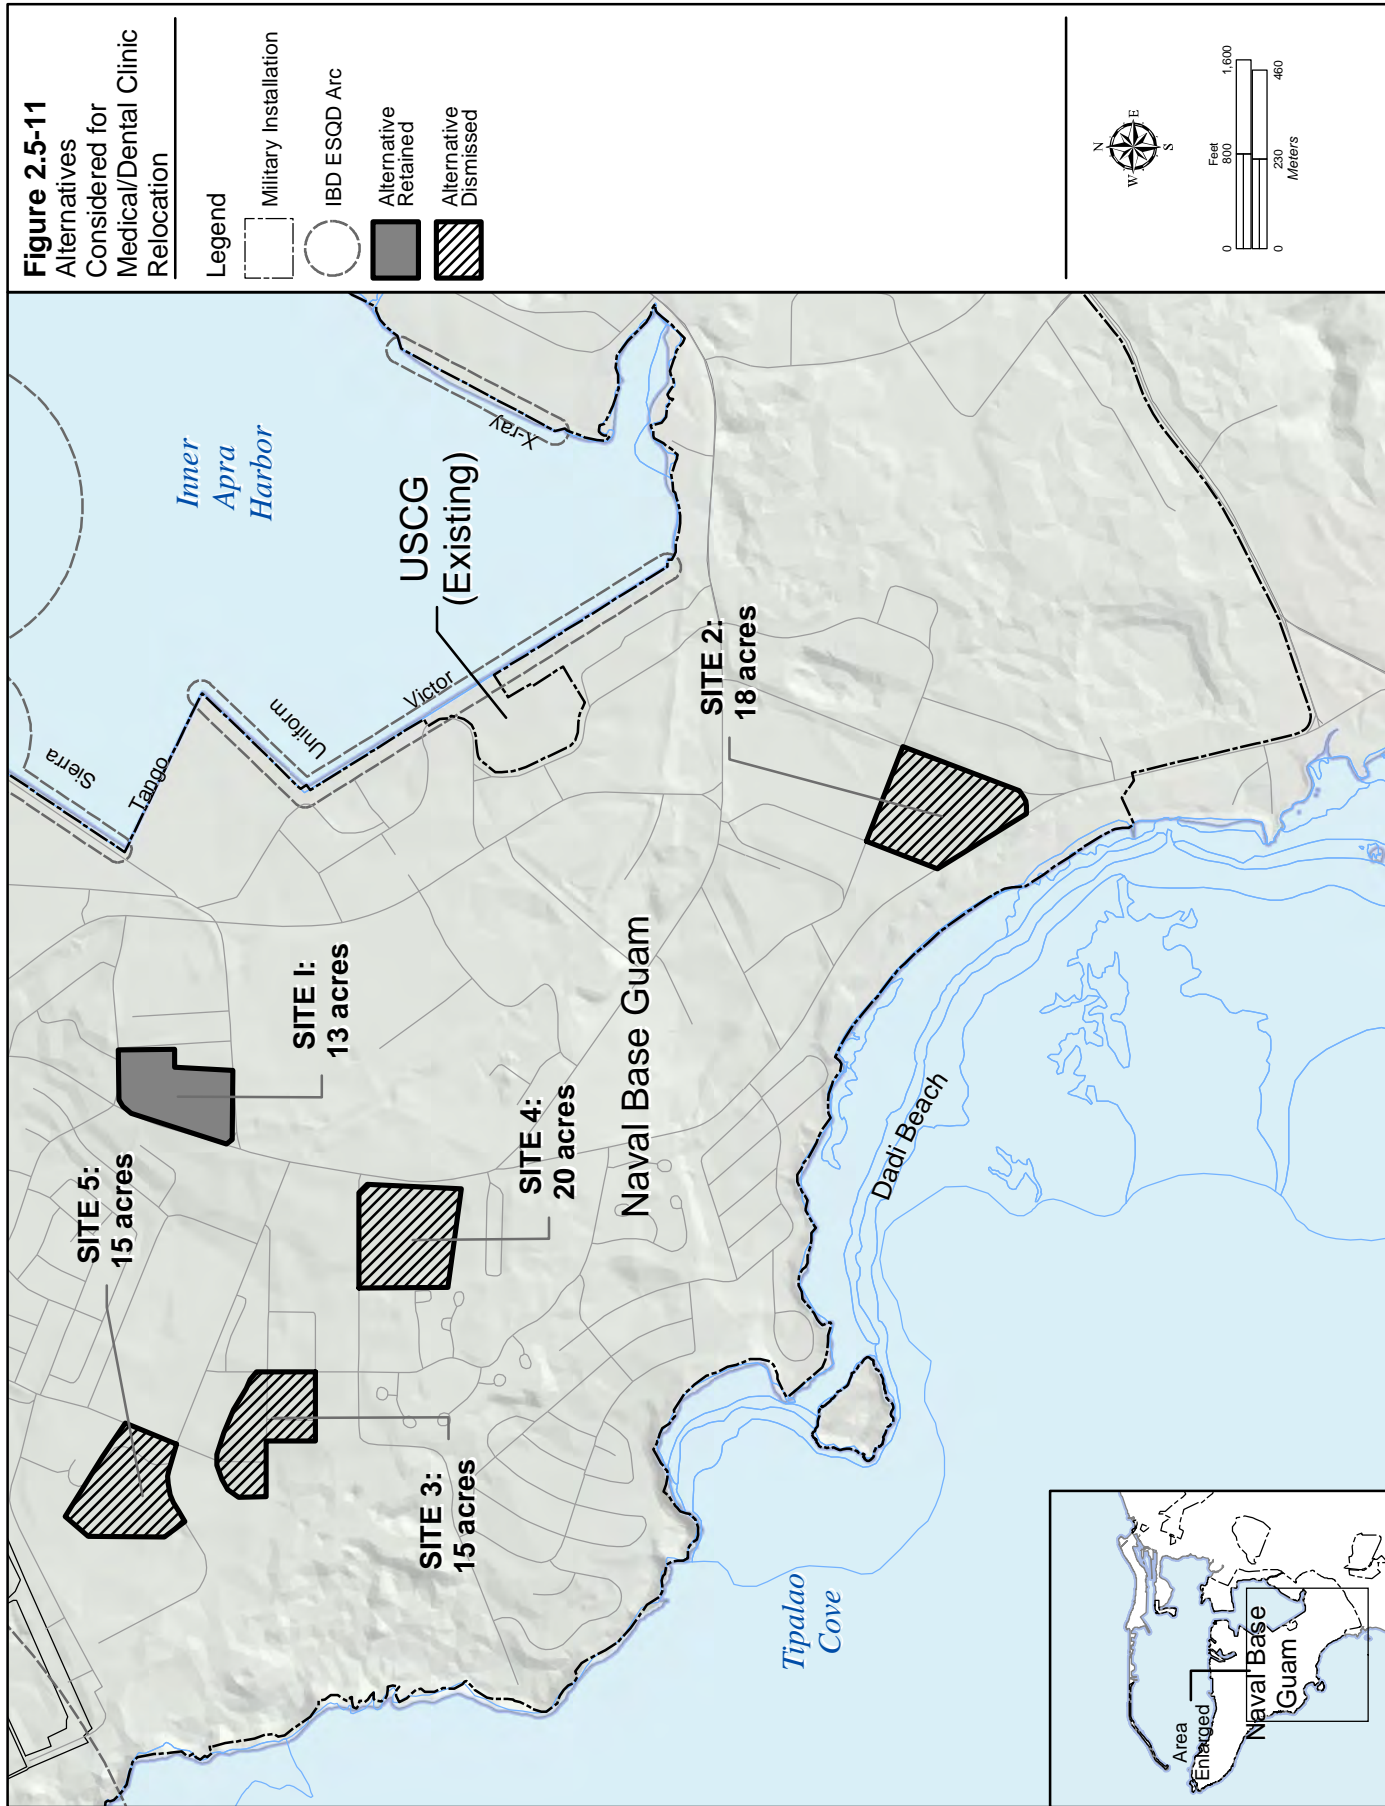 Figure 2.5-11
Alternatives
Considered for
Medical/Dental Clinic
Relocation
Legend
Military Installation
IBD ESQD Arc
Alternative
Retained
Alternative
Dismissed
N
W
E
S
Feet
0
800
1,600
0
230
460
Meters
Inner
Apra
Harbor
Sierra
Tango
Uniform
Victor
X-ray
USCG
(Existing)
SITE 5:
15 acres
SITE I:
13 acres
SITE 2:
18 acres
SITE 4:
20 acres
SITE 3:
15 acres
Naval Base Guam
Dadi Beach
Tipalao
Cove
Area
Enlarged
Naval Base
Guam